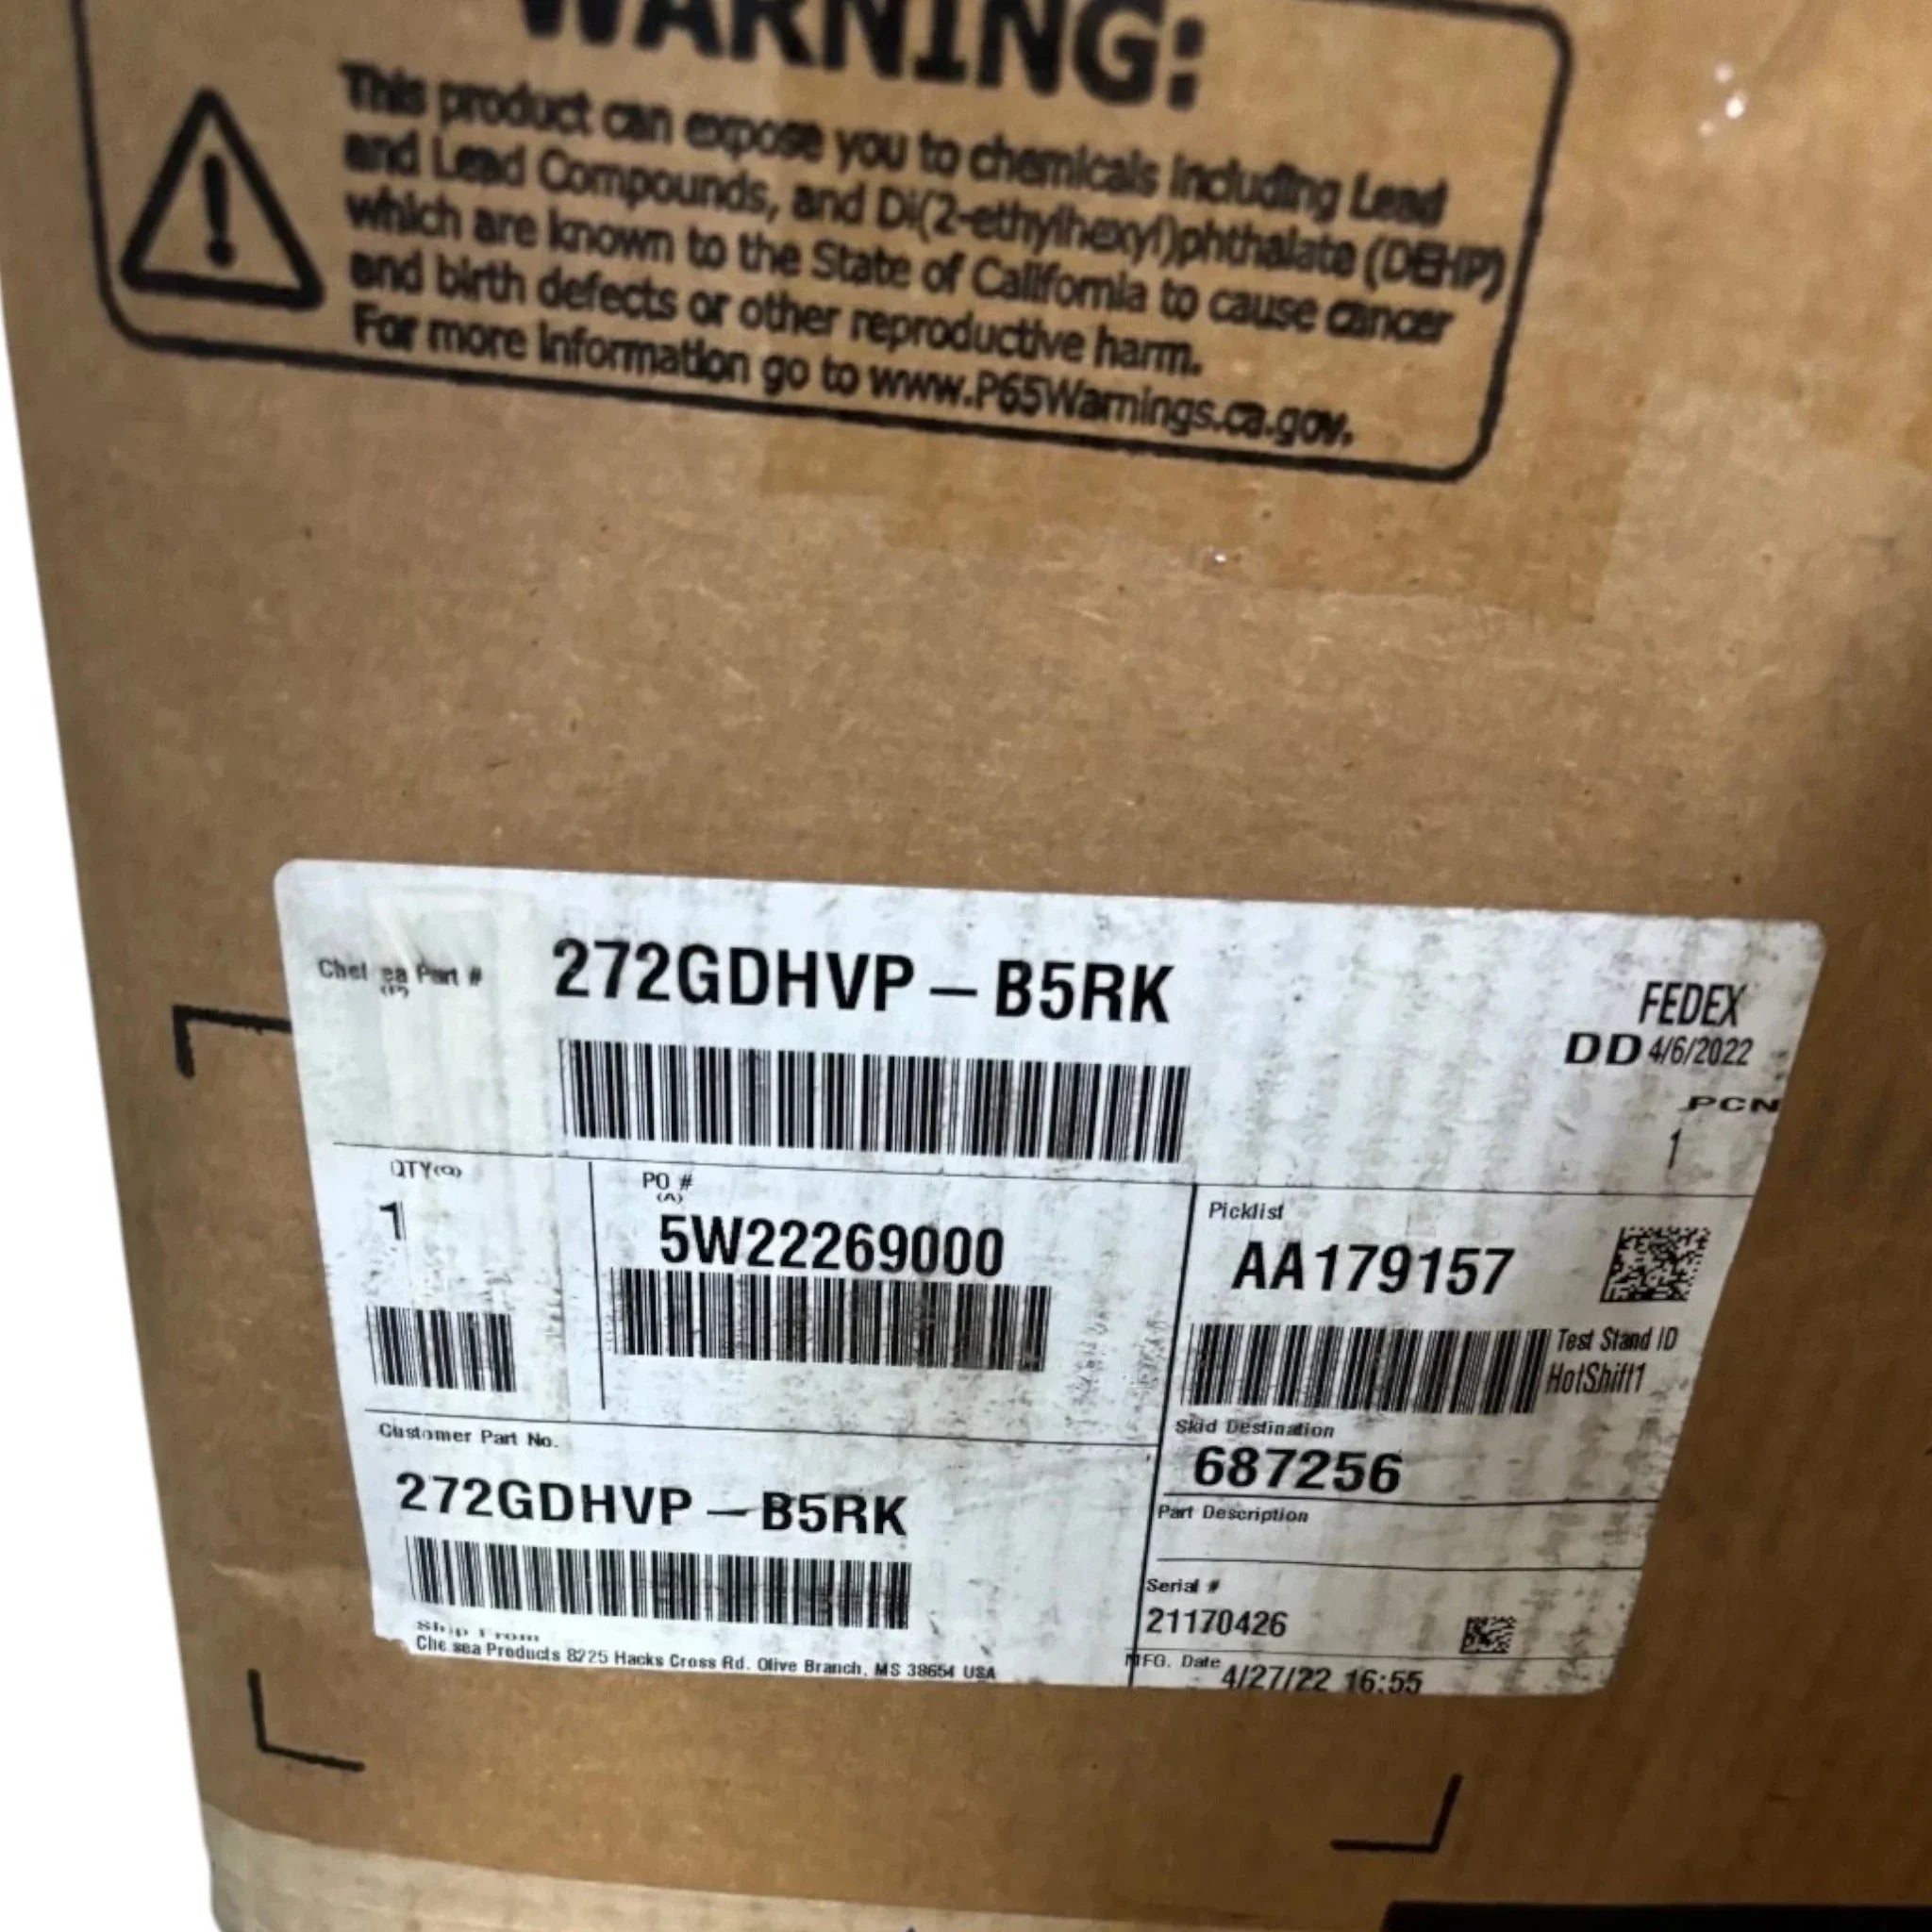 WARNING:
This product can expose you to chemicals including Lead
and Lead Compounds, and Di(2-ethylhexyl)phthalate (DEHP)
which are known to the State of California to cause cancer
and birth defects or other reproductive harm.
For more information go to www.P65Warnings.ca.gov.
Chelsea Part #
(P)
272GDHVP-B5RK
FEDEX
DD 4/6/2022
PCN
1
QTY(Q)
1
PO #
(A)
5W22269000
Picklist
AA179157
Test Stand ID
HotShift1
Skid Destination
687256
Customer Part No.
272GDHVP-B5RK
Part Description
Serial #
21170426
Ship From
Chelsea Products 8225 Hacks Cross Rd. Olive Branch, MS 38654 USA
MFG. Date 4/27/22 16:55